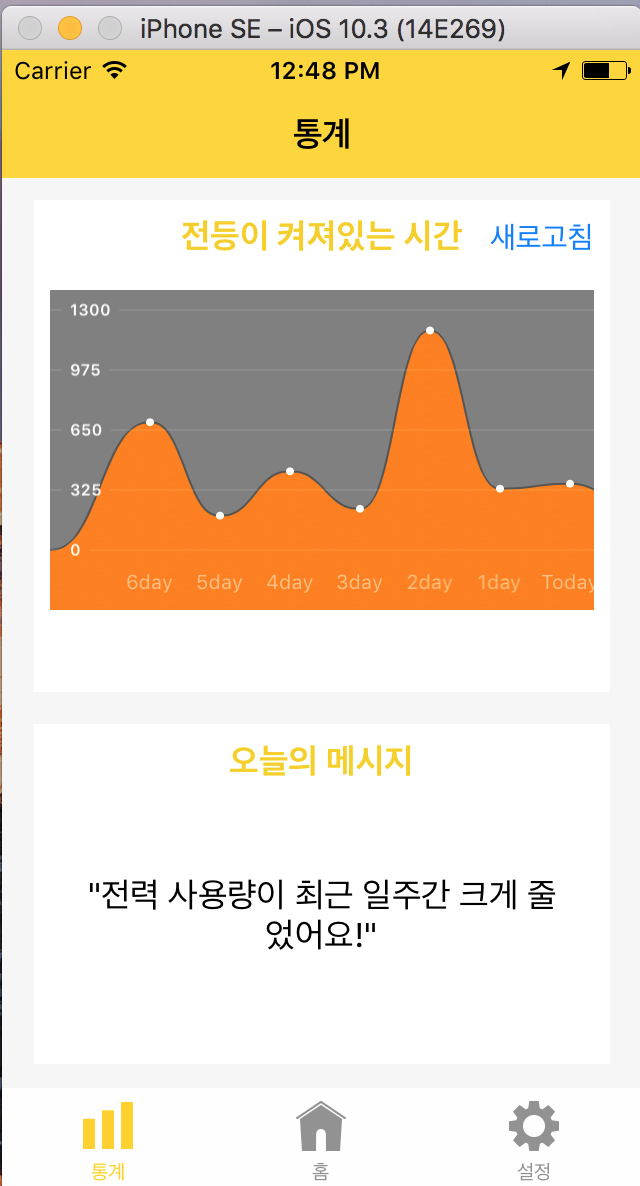 iPhone SE – iOS 10.3 (14E269)
Carrier 12:48 PM
통계
전등이 켜져있는 시간 새로고침
1300
975
650
325
0
6day 5day 4day 3day 2day 1day Today
오늘의 메시지
"전력 사용량이 최근 일주간 크게 줄
었어요!"
통계 홈 설정